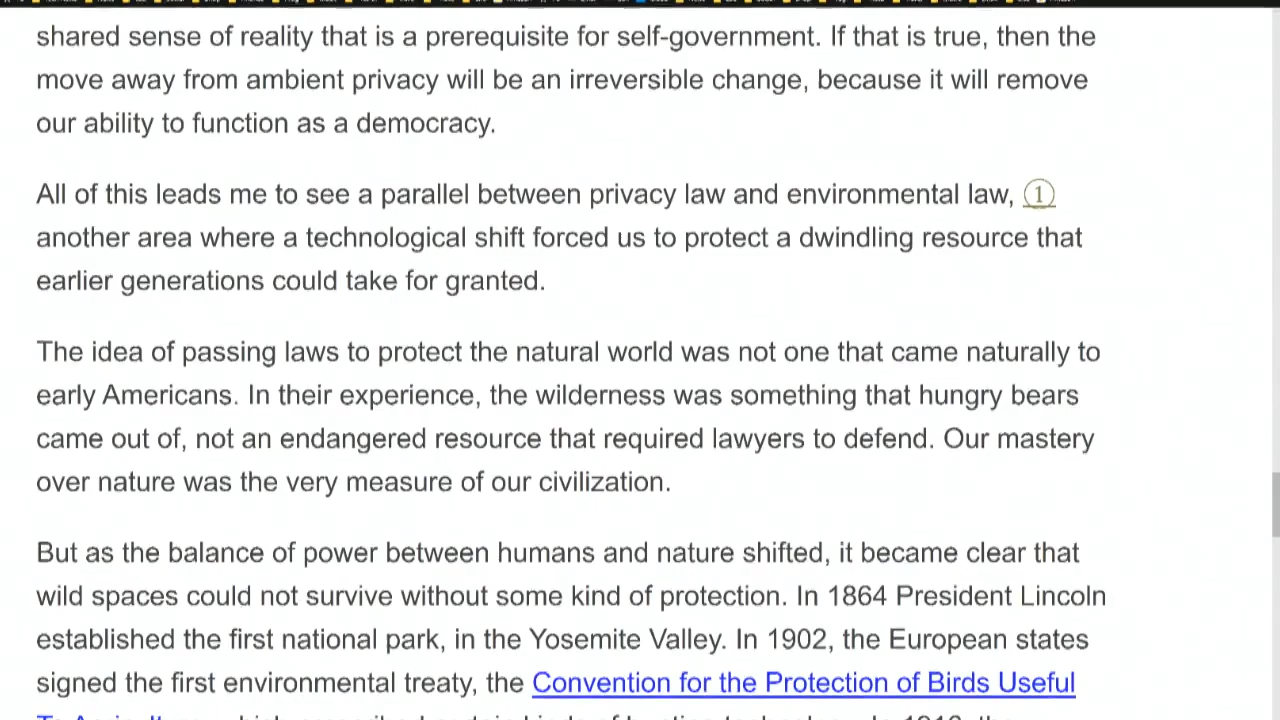 shared sense of reality that is a prerequisite for self-government. If that is true, then the
move away from ambient privacy will be an irreversible change, because it will remove
our ability to function as a democracy.
All of this leads me to see a parallel between privacy law and environmental law, ①
another area where a technological shift forced us to protect a dwindling resource that
earlier generations could take for granted.
The idea of passing laws to protect the natural world was not one that came naturally to
early Americans. In their experience, the wilderness was something that hungry bears
came out of, not an endangered resource that required lawyers to defend. Our mastery
over nature was the very measure of our civilization.
But as the balance of power between humans and nature shifted, it became clear that
wild spaces could not survive without some kind of protection. In 1864 President Lincoln
established the first national park, in the Yosemite Valley. In 1902, the European states
signed the first environmental treaty, the Convention for the Protection of Birds Useful